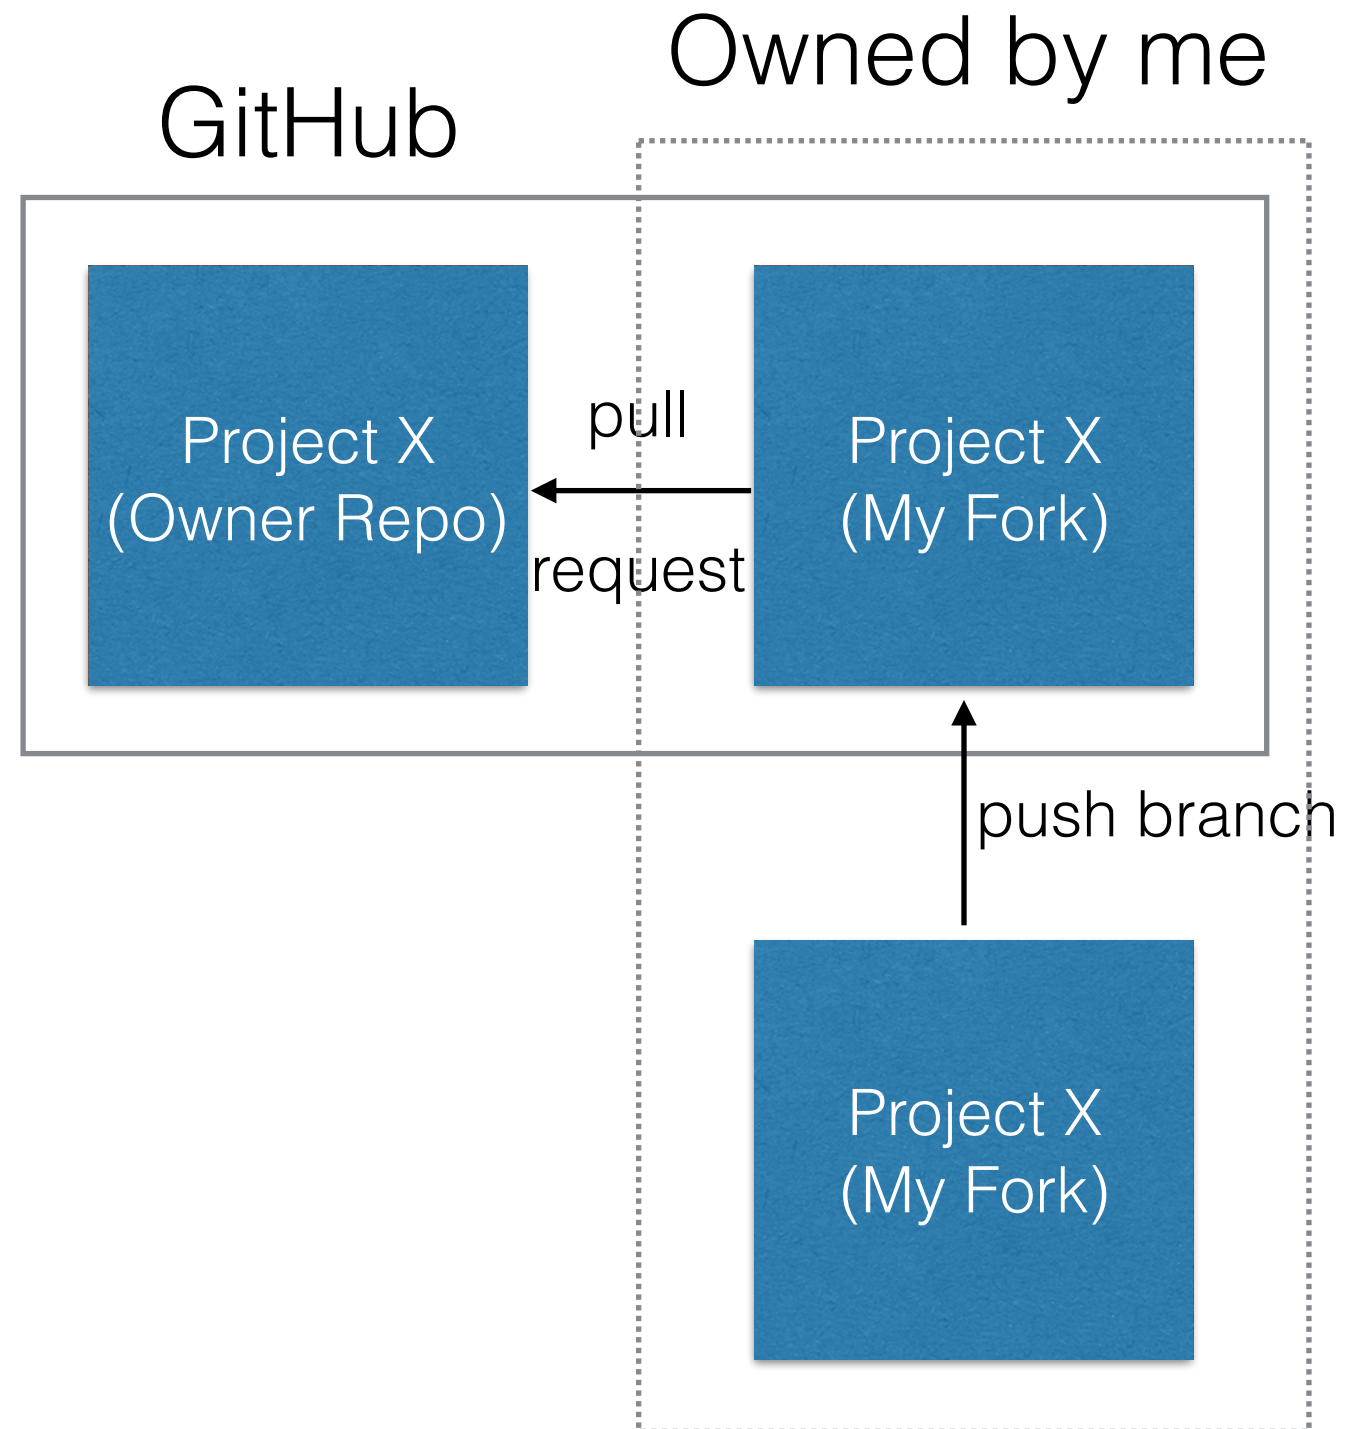 Owned by me
GitHub
Project X
(Owner Repo)
pull
request
Project X
(My Fork)
push branch
Project X
(My Fork)